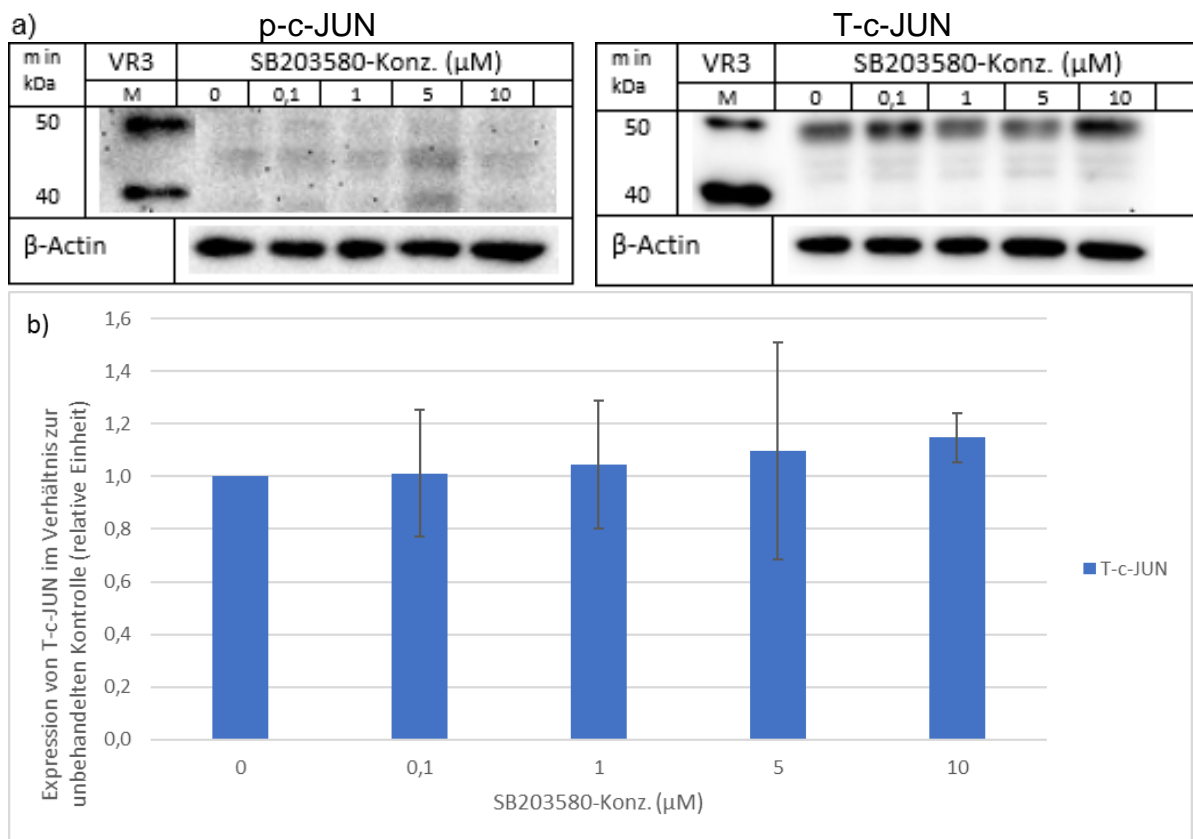 a)
p-c-JUN
T-c-JUN
m in kDa
VR3
SB203580-Konz. (µM)
M
0
0,1
1
5
10
50
40
β-Actin
m in kDa
VR3
SB203580-Konz. (µM)
M
0
0,1
1
5
10
50
40
β-Actin
b)
Expression von T-c-JUN im Verhältnis zur
unbehandelten Kontrolle (relative Einheit)
1,6
1,4
1,2
1,0
0,8
0,6
0,4
0,2
0,0
0
0,1
1
5
10
SB203580-Konz. (µM)
T-c-JUN